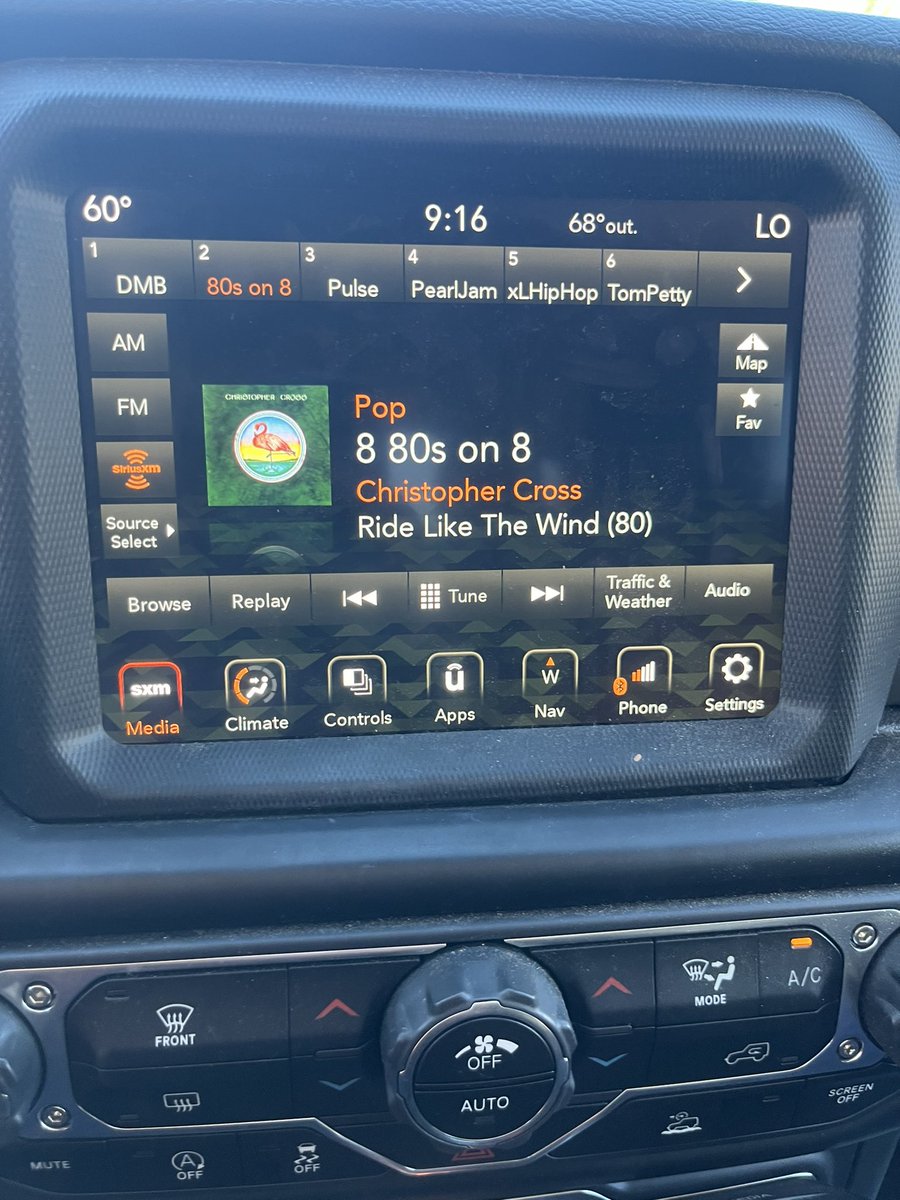 60° 9:16 68°out. LO
1 DMB 2 80s on 8 3 Pulse 4 PearlJam 5 xLHipHop 6 TomPetty
AM
Map
FM
Fav
CHRISTOPHER CROSS
Pop
8 80s on 8
Christopher Cross
Ride Like The Wind (80)
SiriusXM
Source
Select
Browse Replay Tune Traffic &
Weather Audio
sxm W
Media Climate Controls Apps Nav Phone Settings
FRONT
OFF
AUTO
MODE
A/C
SCREEN
OFF
MUTE
A
OFF
OFF